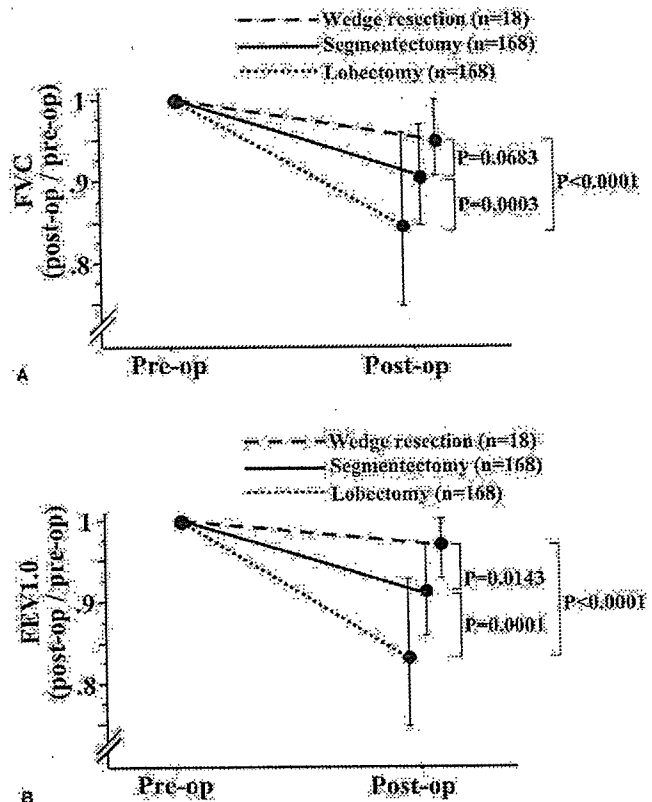 Wedge resection (n=18)
Segmentectomy (n=168)
Lobectomy (n=168)
1
.9
.8
FVC
(post-op / pre-op)
P=0.0683
P=0.0003
P<0.0001
Pre-op
Post-op
A
Wedge resection (n=18)
Segmentectomy (n=168)
Lobectomy (n=168)
1
.9
.8
FEV1.0
(post-op / pre-op)
P=0.0143
P=0.0001
P<0.0001
Pre-op
Post-op
B